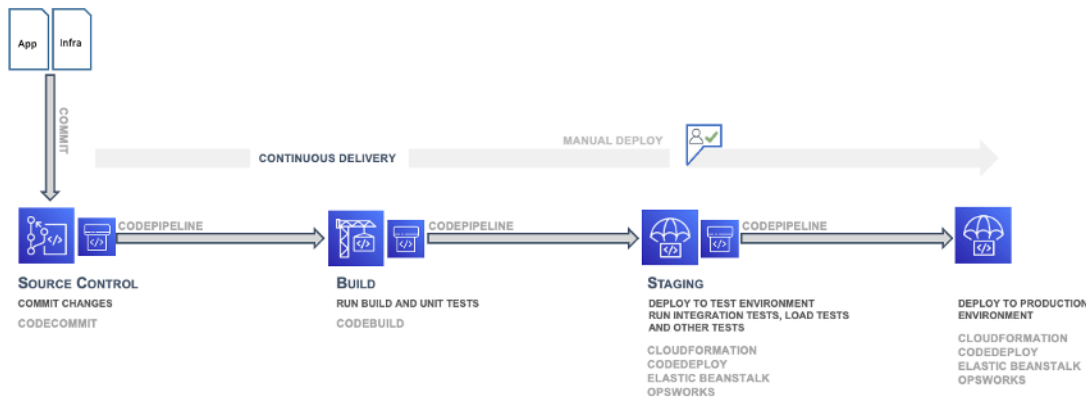 App
Infra
COMMIT
MANUAL DEPLOY
CONTINUOUS DELIVERY
CODEPIPELINE
CODEPIPELINE
CODEPIPELINE
SOURCE CONTROL
COMMIT CHANGES
CODECOMMIT
BUILD
RUN BUILD AND UNIT TESTS
CODEBUILD
STAGING
DEPLOY TO TEST ENVIRONMENT
RUN INTEGRATION TESTS, LOAD TESTS
AND OTHER TESTS
CLOUDFORMATION
CODEDEPLOY
ELASTIC BEANSTALK
OPSWORKS
DEPLOY TO PRODUCTION
ENVIRONMENT
CLOUDFORMATION
CODEDEPLOY
ELASTIC BEANSTALK
OPSWORKS